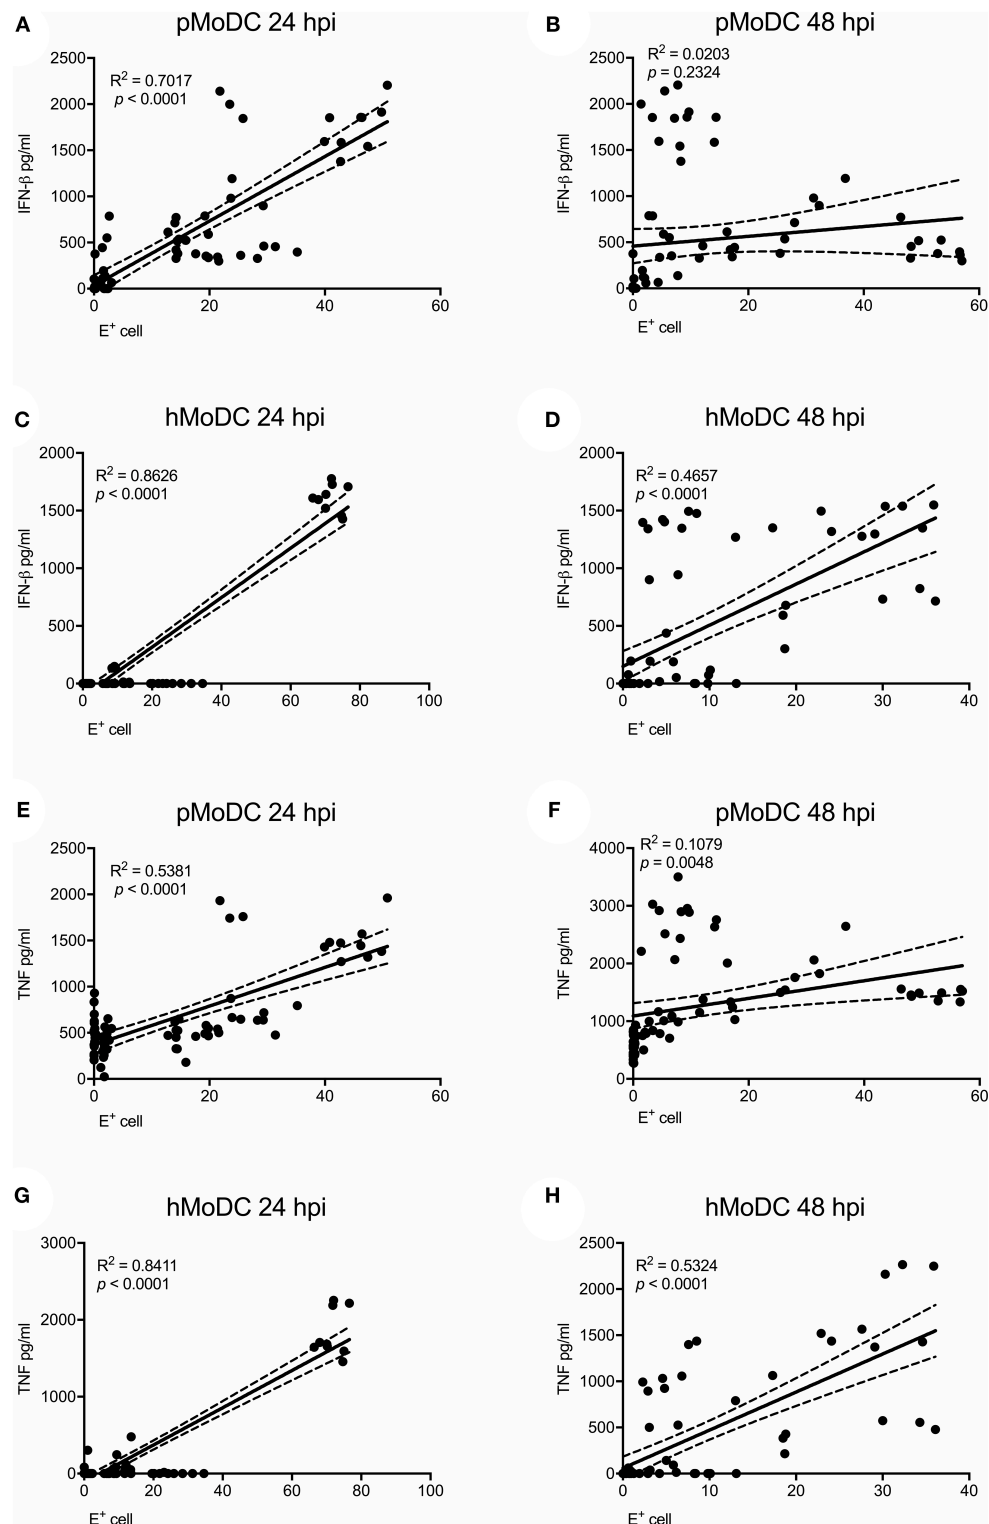 A
pMoDC 24 hpi
R2 = 0.7017
p < 0.0001
IFN-β pg/ml
2500
2000
1500
1000
500
0
0 20 40 60
E+ cell
B
pMoDC 48 hpi
R2 = 0.0203
p = 0.2324
IFN-β pg/ml
2500
2000
1500
1000
500
0
0 20 40 60
E+ cell
C
hMoDC 24 hpi
R2 = 0.8626
p < 0.0001
IFN-β pg/ml
2000
1500
1000
500
0
0 20 40 60 80 100
E+ cell
D
hMoDC 48 hpi
R2 = 0.4657
p < 0.0001
IFN-β pg/ml
2000
1500
1000
500
0
0 10 20 30 40
E+ cell
E
pMoDC 24 hpi
R2 = 0.5381
p < 0.0001
TNF pg/ml
2500
2000
1500
1000
500
0
0 20 40 60
E+ cell
F
pMoDC 48 hpi
R2 = 0.1079
p = 0.0048
TNF pg/ml
4000
3000
2000
1000
0
0 20 40 60
E+ cell
G
hMoDC 24 hpi
R2 = 0.8411
p < 0.0001
TNF pg/ml
3000
2000
1000
0
0 20 40 60 80 100
E+ cell
H
hMoDC 48 hpi
R2 = 0.5324
p < 0.0001
TNF pg/ml
2500
2000
1500
1000
500
0
0 10 20 30 40
E+ cell